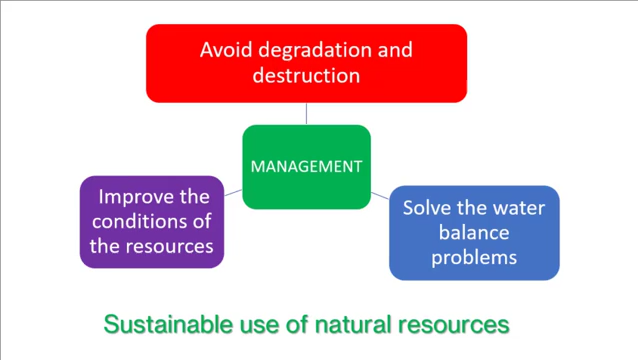 Avoid degradation and
destruction
MANAGEMENT
Improve the
conditions of
the resources
Solve the water
balance
problems
Sustainable use of natural resources